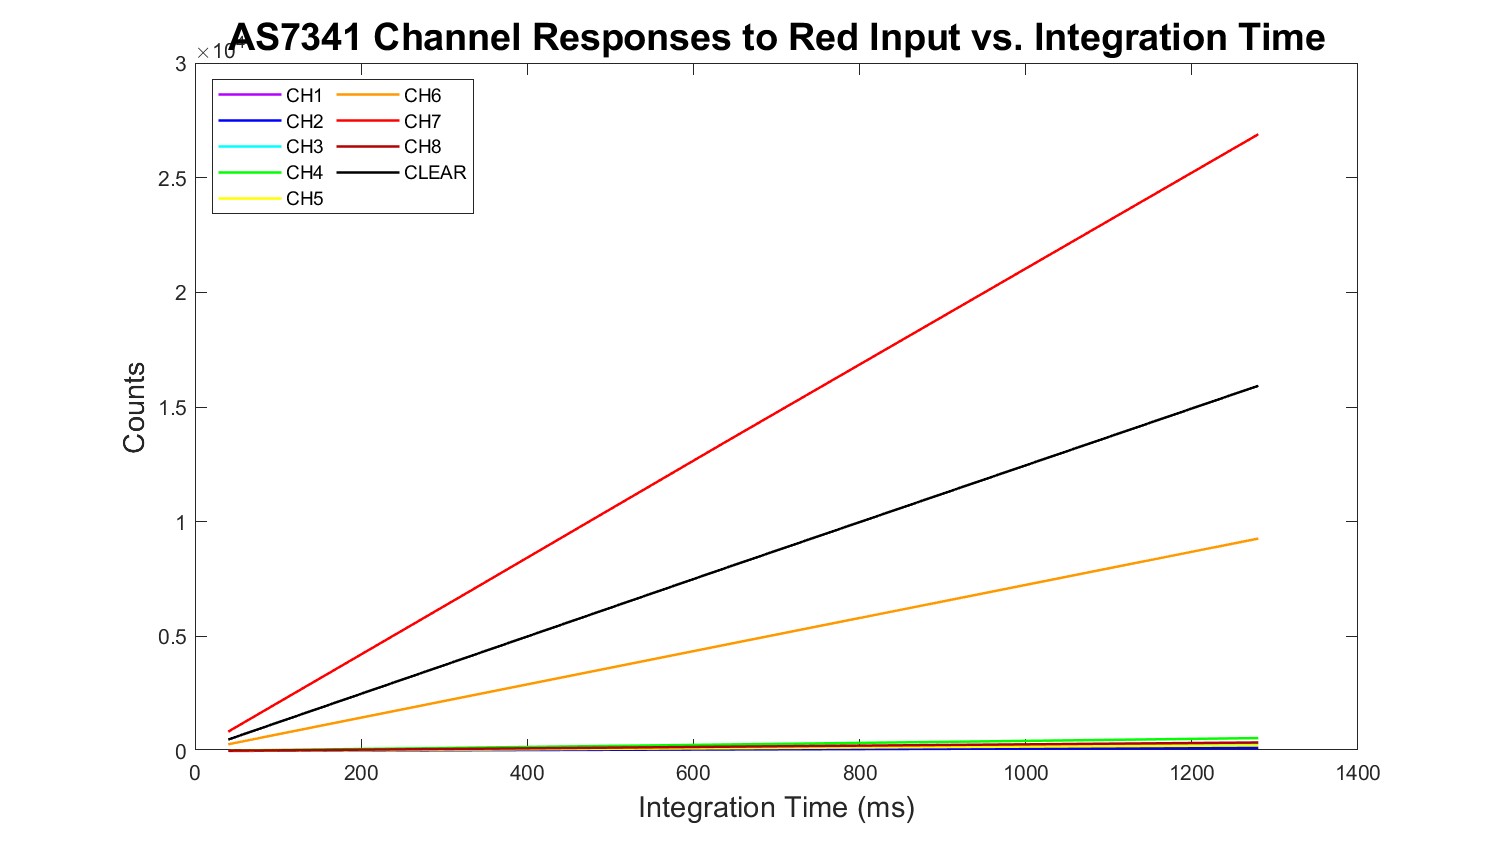 AS7341 Channel Responses to Red Input vs. Integration Time
×10
3
2.5
2
1.5
1
0.5
0
Counts
CH1
CH2
CH3
CH4
CH5
CH6
CH7
CH8
CLEAR
0 200 400 600 800 1000 1200 1400
Integration Time (ms)